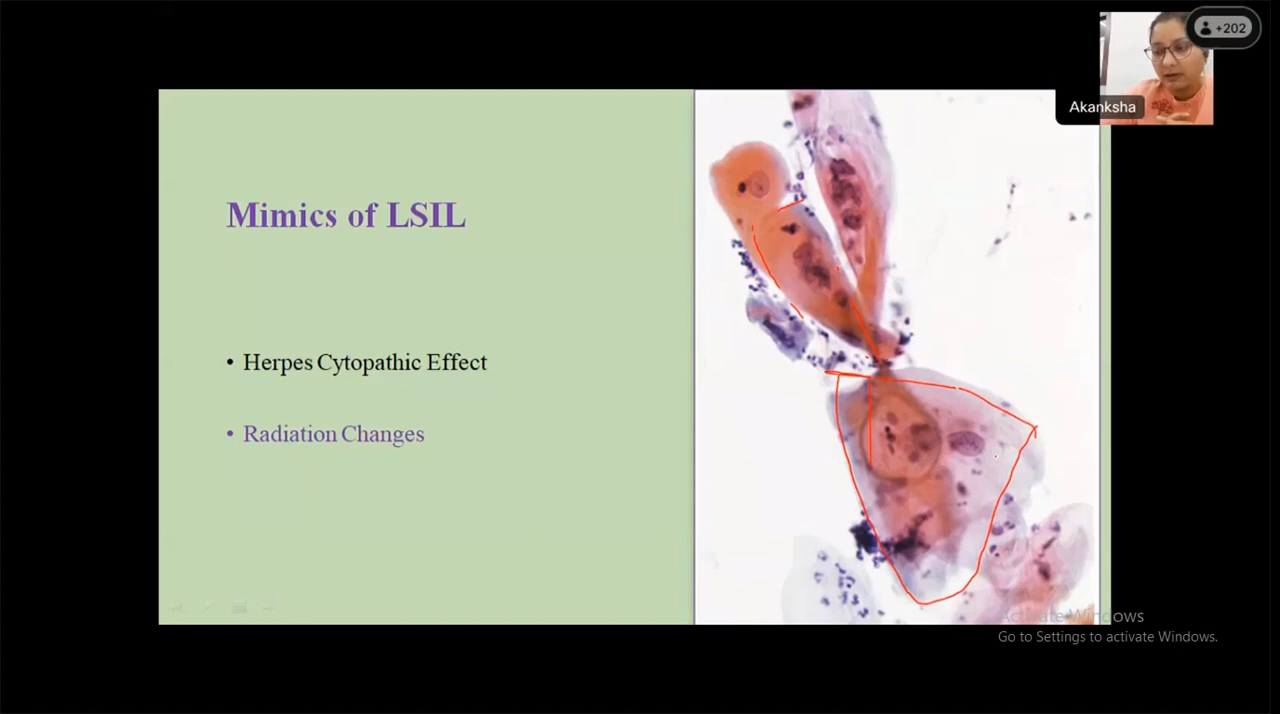 +202
Akanksha
Mimics of LSIL
• Herpes Cytopathic Effect
• Radiation Changes
Activate Windows
Go to Settings to activate Windows.